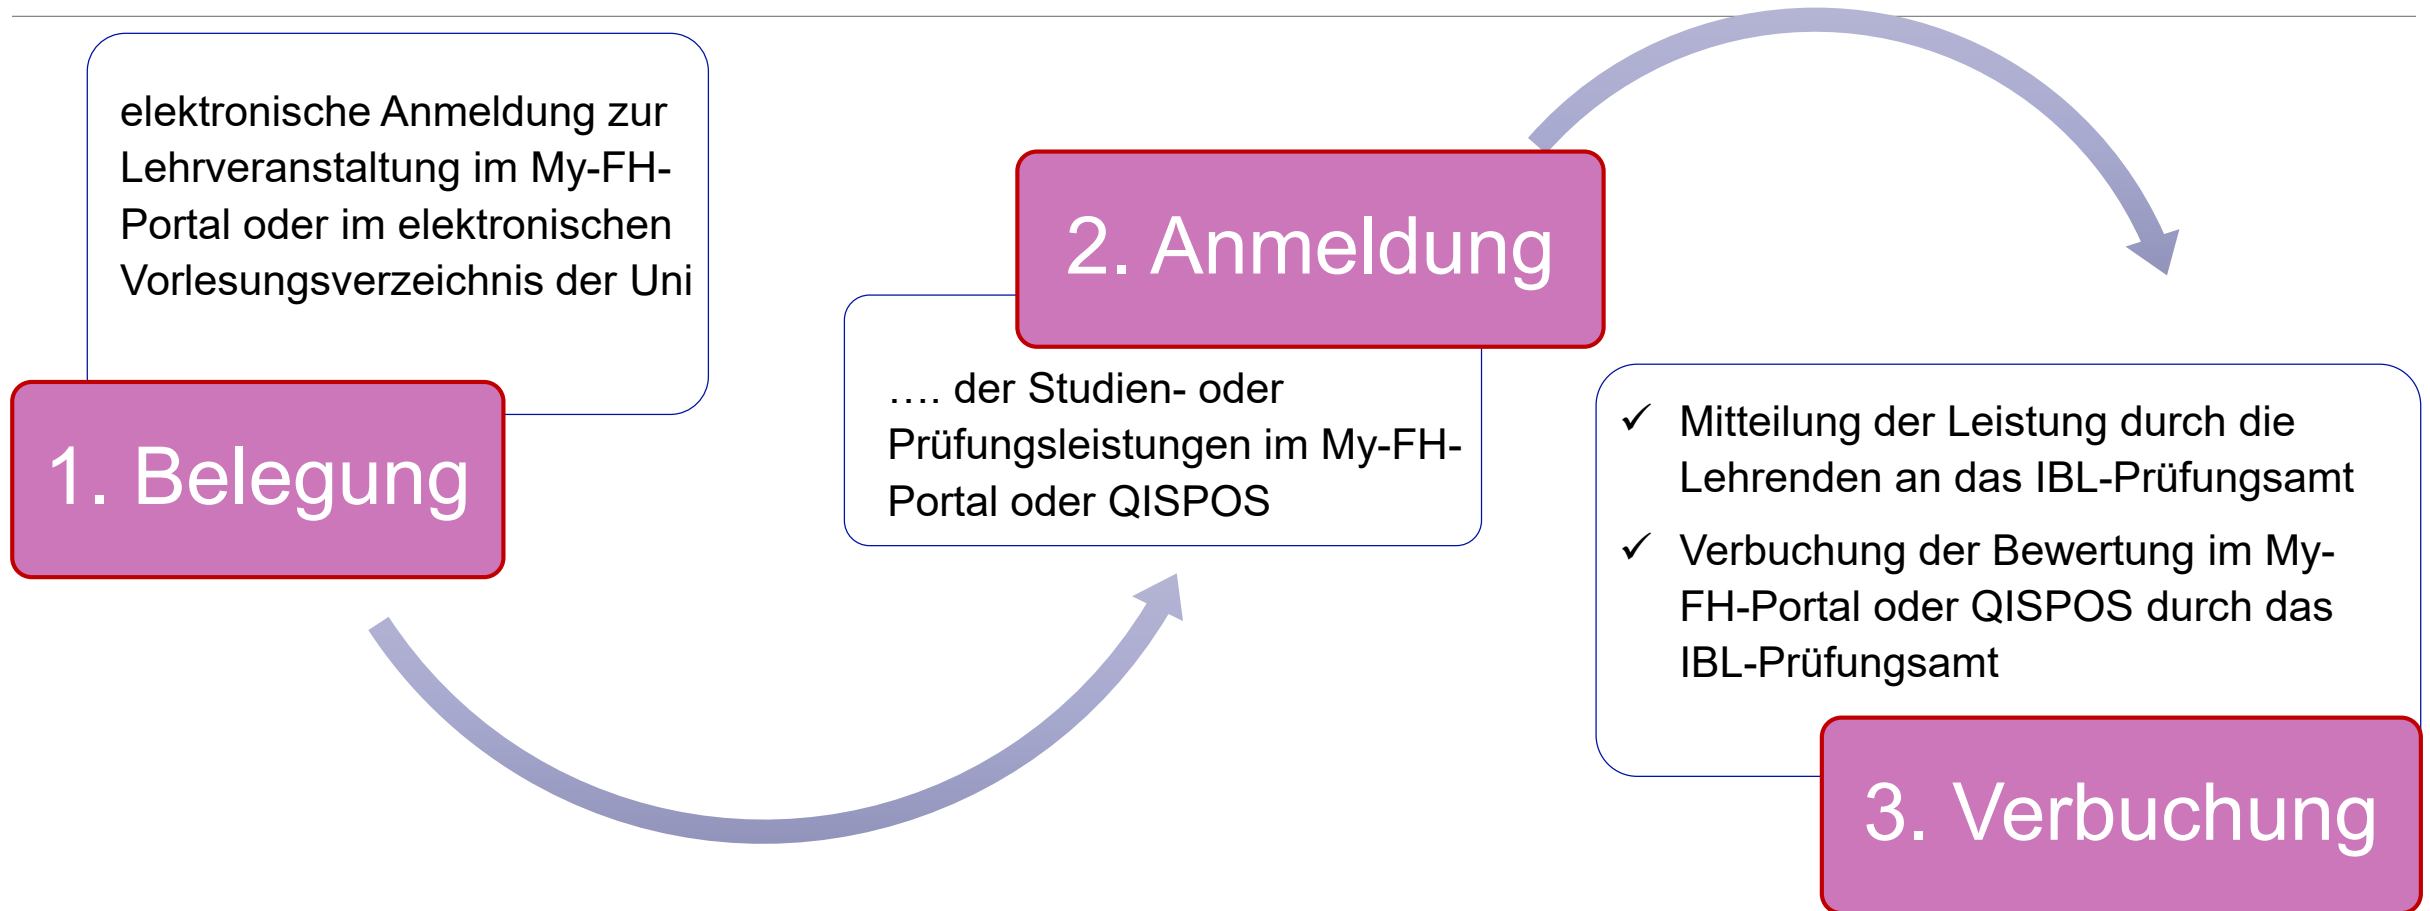 elektronische Anmeldung zur
Lehrveranstaltung im My-FH-
Portal oder im elektronischen
Vorlesungsverzeichnis der Uni
1. Belegung
2. Anmeldung
…. der Studien- oder
Prüfungsleistungen im My-FH-
Portal oder QISPOS
✓ Mitteilung der Leistung durch die
Lehrenden an das IBL-Prüfungsamt
✓ Verbuchung der Bewertung im My-
FH-Portal oder QISPOS durch das
IBL-Prüfungsamt
3. Verbuchung